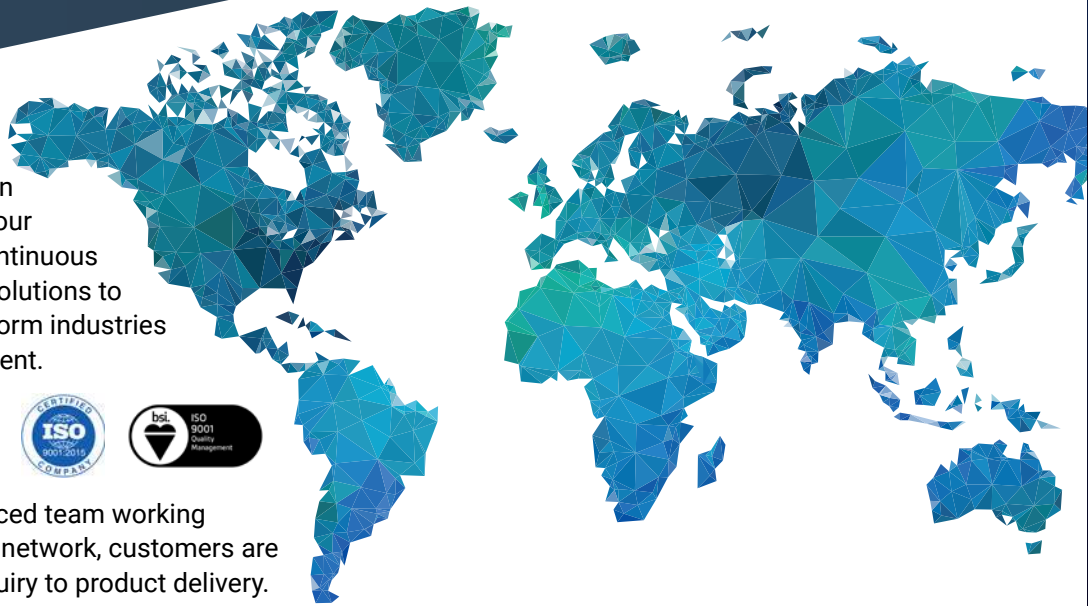 n
our
ntinuous
olutions to
orm industries
ent.
CERTIFIED
ISO
9001:2015
COMPANY
bsi.
ISO
9001
Quality
Management
ced team working
network, customers are
uiry to product delivery.